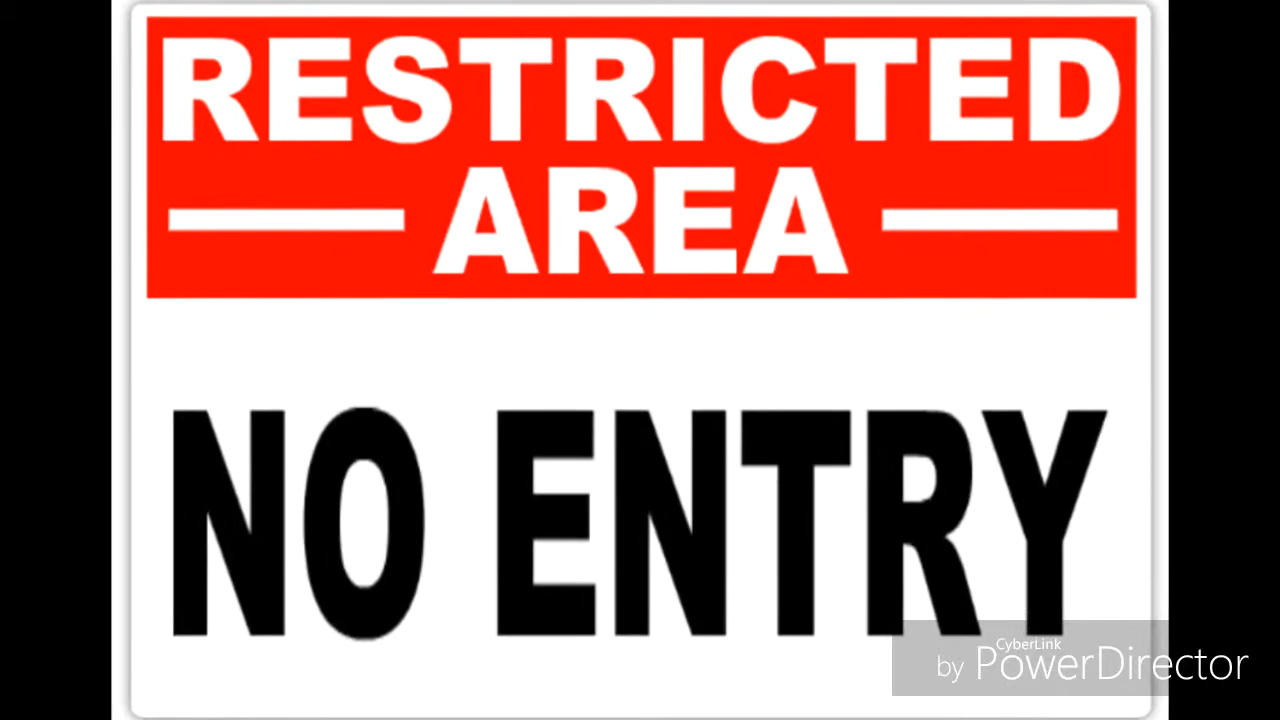 RESTRICTED
AREA
NO ENTRY
CyberLink
by PowerDirector